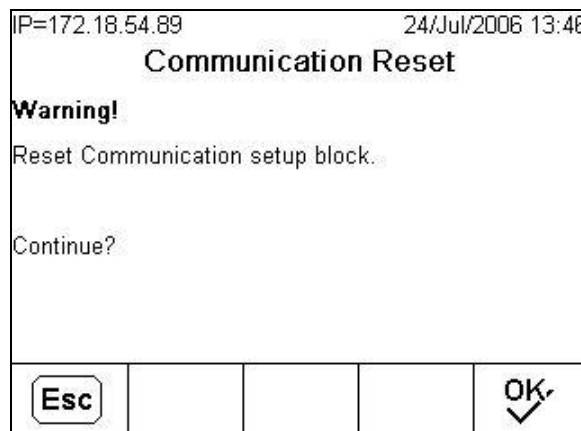 IP=172.18.54.89 24/Jul/2006 13:46
Communication Reset
Warning!
Reset Communication setup block.
Continue?
Esc OK